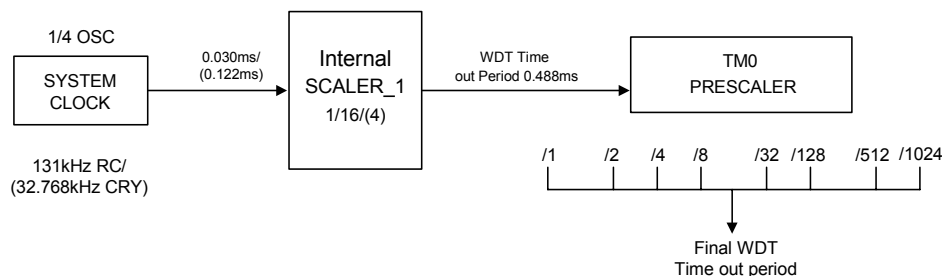 1/4 OSC
SYSTEM
CLOCK
131kHz RC/
(32.768kHz CRY)
0.030ms/
(0.122ms)
Internal
SCALER_1
1/16/(4)
WDT Time
out Period 0.488ms
TM0
PRESCALER
/1 /2 /4 /8 /32 /128 /512 /1024
Final WDT
Time out period